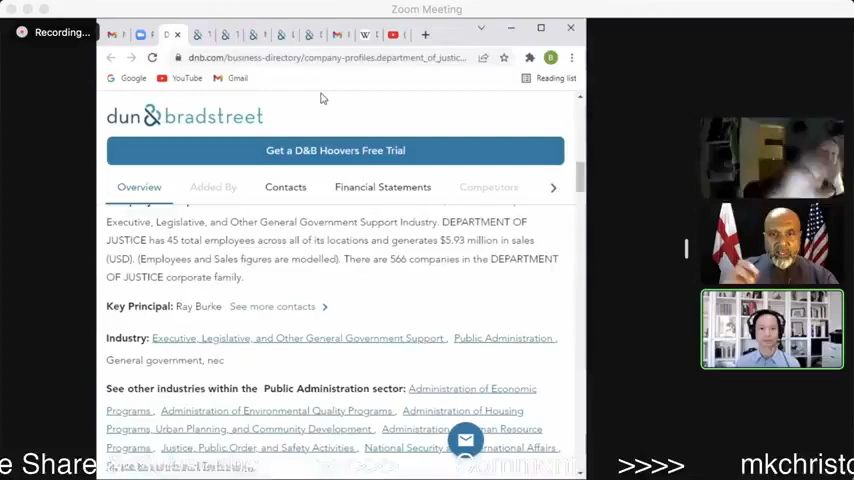 Zoom Meeting
Recording...
dnb.com/business-directory/company-profiles.department_of_justic...
Google YouTube Gmail Reading list
dun & bradstreet
Get a D&B Hoovers Free Trial
Overview Added By Contacts Financial Statements Competitors
Executive, Legislative, and Other General Government Support Industry. DEPARTMENT OF
JUSTICE has 45 total employees across all of its locations and generates $5.93 million in sales
(USD). (Employees and Sales figures are modelled). There are 566 companies in the DEPARTMENT
OF JUSTICE corporate family.
Key Principal: Ray Burke See more contacts
Industry: Executive, Legislative, and Other General Government Support , Public Administration ,
General government, nec
See other industries within the Public Administration sector: Administration of Economic
Programs , Administration of Environmental Quality Programs , Administration of Housing
Programs, Urban Planning, and Community Development , Resource
Programs , Justice, Public Order, and Safety Activities , National Security Affairs ,
e Share Comment >>>> mkchristo